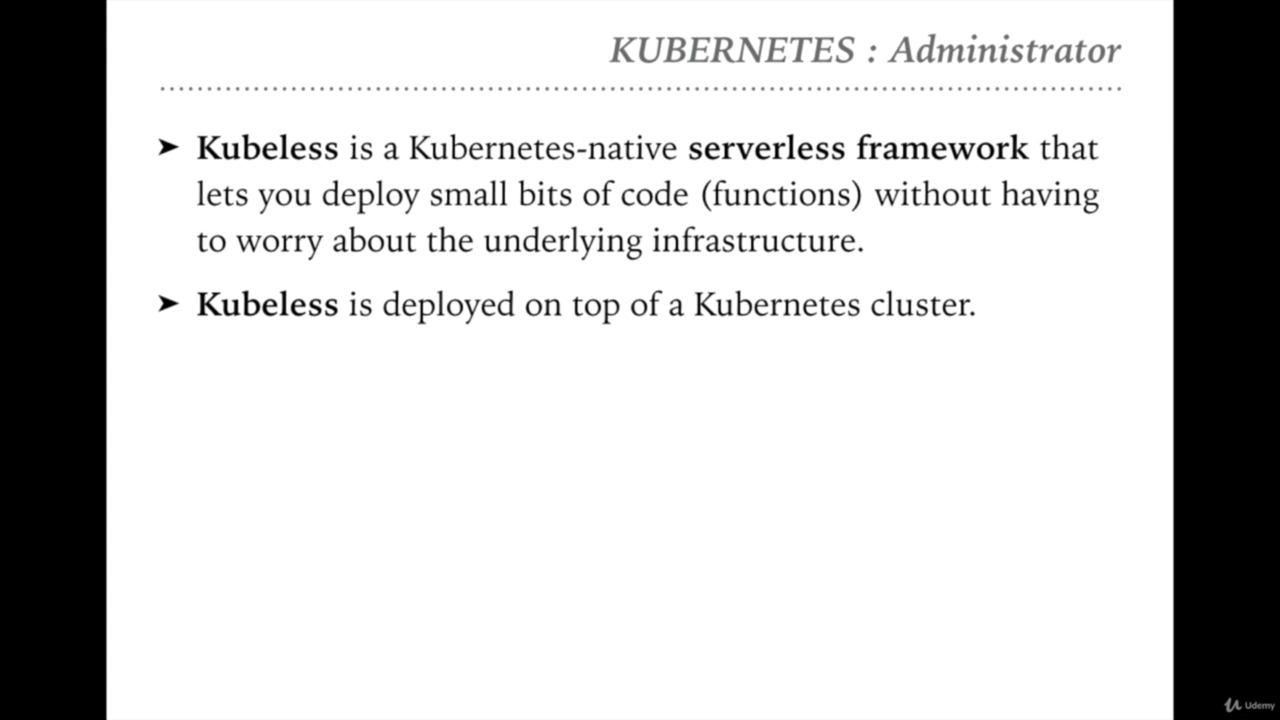 KUBERNETES : Administrator
➤ Kubeless is a Kubernetes-native serverless framework that
lets you deploy small bits of code (functions) without having
to worry about the underlying infrastructure.
➤ Kubeless is deployed on top of a Kubernetes cluster.
Udemy